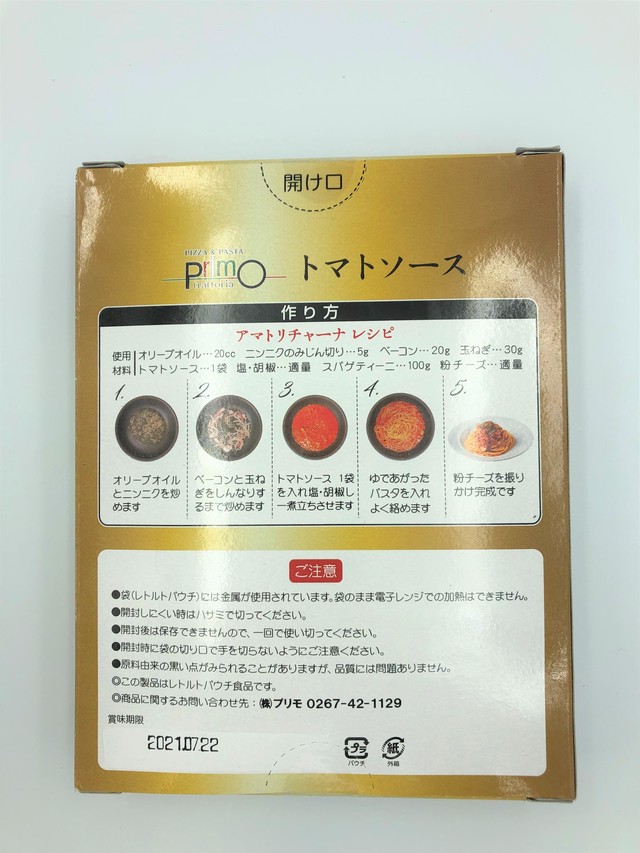 開け口
PIZZA & PASTA
PrimO
trattoria
トマトソース
作り方
アマトリチャーナ レシピ
使用材料
オリーブオイル…20cc ニンニクのみじん切り…5g ベーコン…20g 玉ねぎ…30g
トマトソース…1袋 塩・胡椒…適量 スパゲティーニ…100g 粉チーズ…適量
1.
オリーブオイル
とニンニクを炒
めます
2.
ベーコンと玉ね
ぎをしんなりす
るまで炒めます
3.
トマトソース 1袋
を入れ塩・胡椒し
一煮立ちさせます
4.
ゆであがった
パスタを入れ
よく絡めます
5.
粉チーズを振り
かけ完成です
ご注意
●袋(レトルトパウチ)には金属が使用されています。袋のまま電子レンジでの加熱はできません。
●開封しにくい時はハサミで切ってください。
●開封後は保存できませんので、一回で使い切ってください。
●開封時に袋の切り口で手を切らないようにご注意ください。
●原料由来の黒い点がみられることがありますが、品質には問題ありません。
◎この製品はレトルトパウチ食品です。
◎商品に関するお問い合わせ先：(株)プリモ 0267-42-1129
賞味期限
2021.07.22
プラ
パウチ
紙
外箱